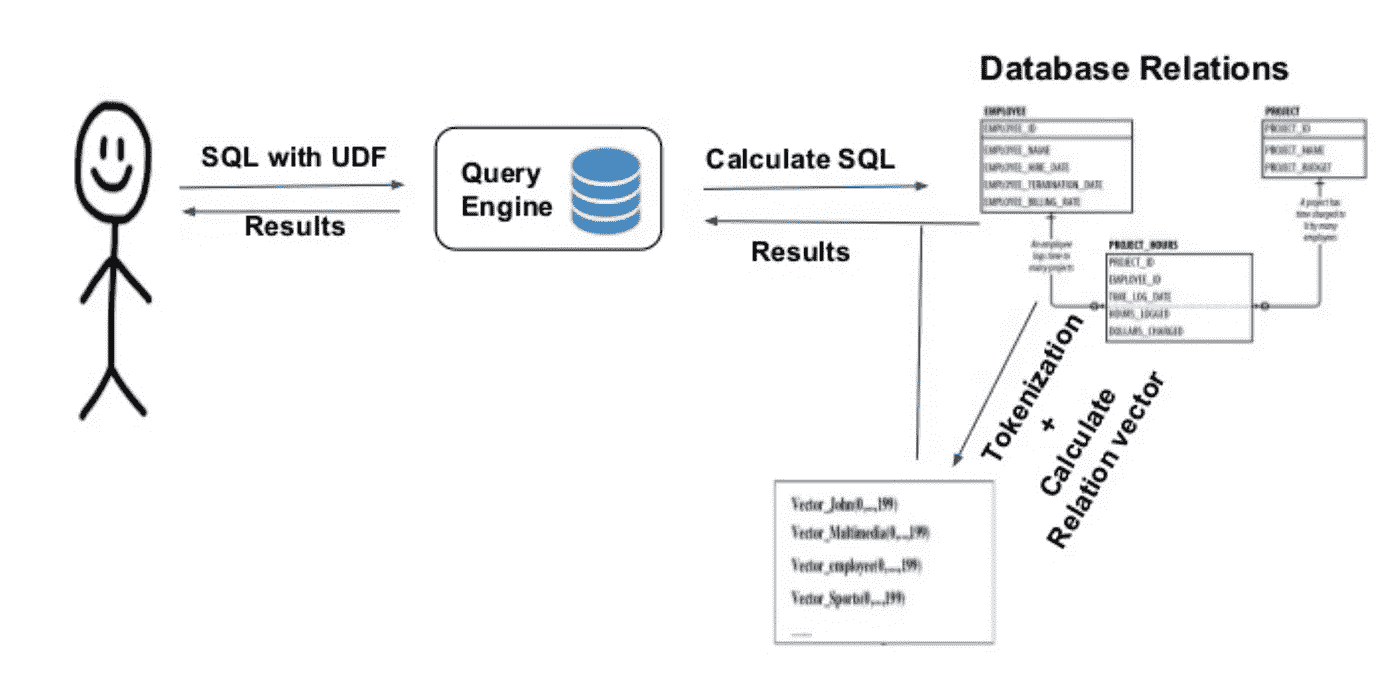 Database Relations
EMPLOYEE
EMPLOYEE_ID
EMPLOYEE_NAME
EMPLOYEE_HIRE_DATE
EMPLOYEE_TERMINATION_DATE
EMPLOYEE_BILLING_RATE
PROJECT
PROJECT_ID
PROJECT_NAME
PROJECT_BUDGET
SQL with UDF
Results
Query
Engine
Calculate SQL
Results
An employee
logs time to
many projects
A project has
time charged to
it by many
employees
PROJECT_HOURS
PROJECT_ID
EMPLOYEE_ID
TIME_LOG_DATE
HOURS_LOGGED
DOLLARS_CHARGED
Tokenization
+
Calculate
Relation vector
Vector_John(0,...,199)
Vector_Multimedia(0,...,199)
Vector_employee(0,...,199)
Vector_Sports(0,...,199)
......